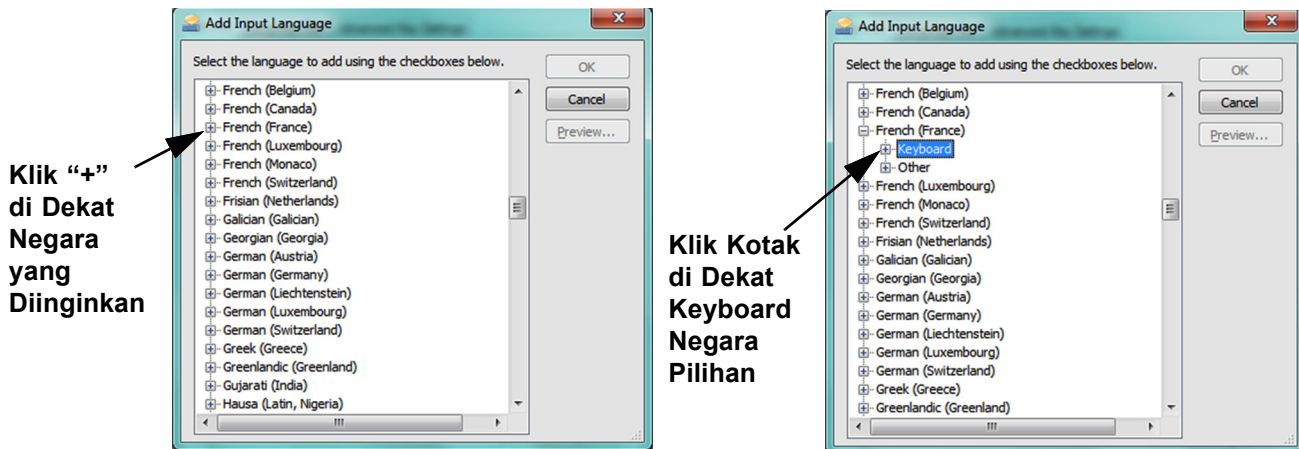 Add Input Language
Select the language to add using the checkboxes below.
French (Belgium)
French (Canada)
French (France)
French (Luxembourg)
French (Monaco)
French (Switzerland)
Frisian (Netherlands)
Galician (Galician)
Georgian (Georgia)
German (Austria)
German (Germany)
German (Liechtenstein)
German (Luxembourg)
German (Switzerland)
Greek (Greece)
Greenlandic (Greenland)
Gujarati (India)
Hausa (Latin, Nigeria)
OK
Cancel
Preview...
Klik “+”
di Dekat
Negara
yang
Diinginkan
Add Input Language
Select the language to add using the checkboxes below.
French (Belgium)
French (Canada)
French (France)
Keyboard
Other
French (Luxembourg)
French (Monaco)
French (Switzerland)
Frisian (Netherlands)
Galician (Galician)
Georgian (Georgia)
German (Austria)
German (Germany)
German (Liechtenstein)
German (Luxembourg)
German (Switzerland)
Greek (Greece)
Greenlandic (Greenland)
OK
Cancel
Preview...
Klik Kotak
di Dekat
Keyboard
Negara
Pilihan